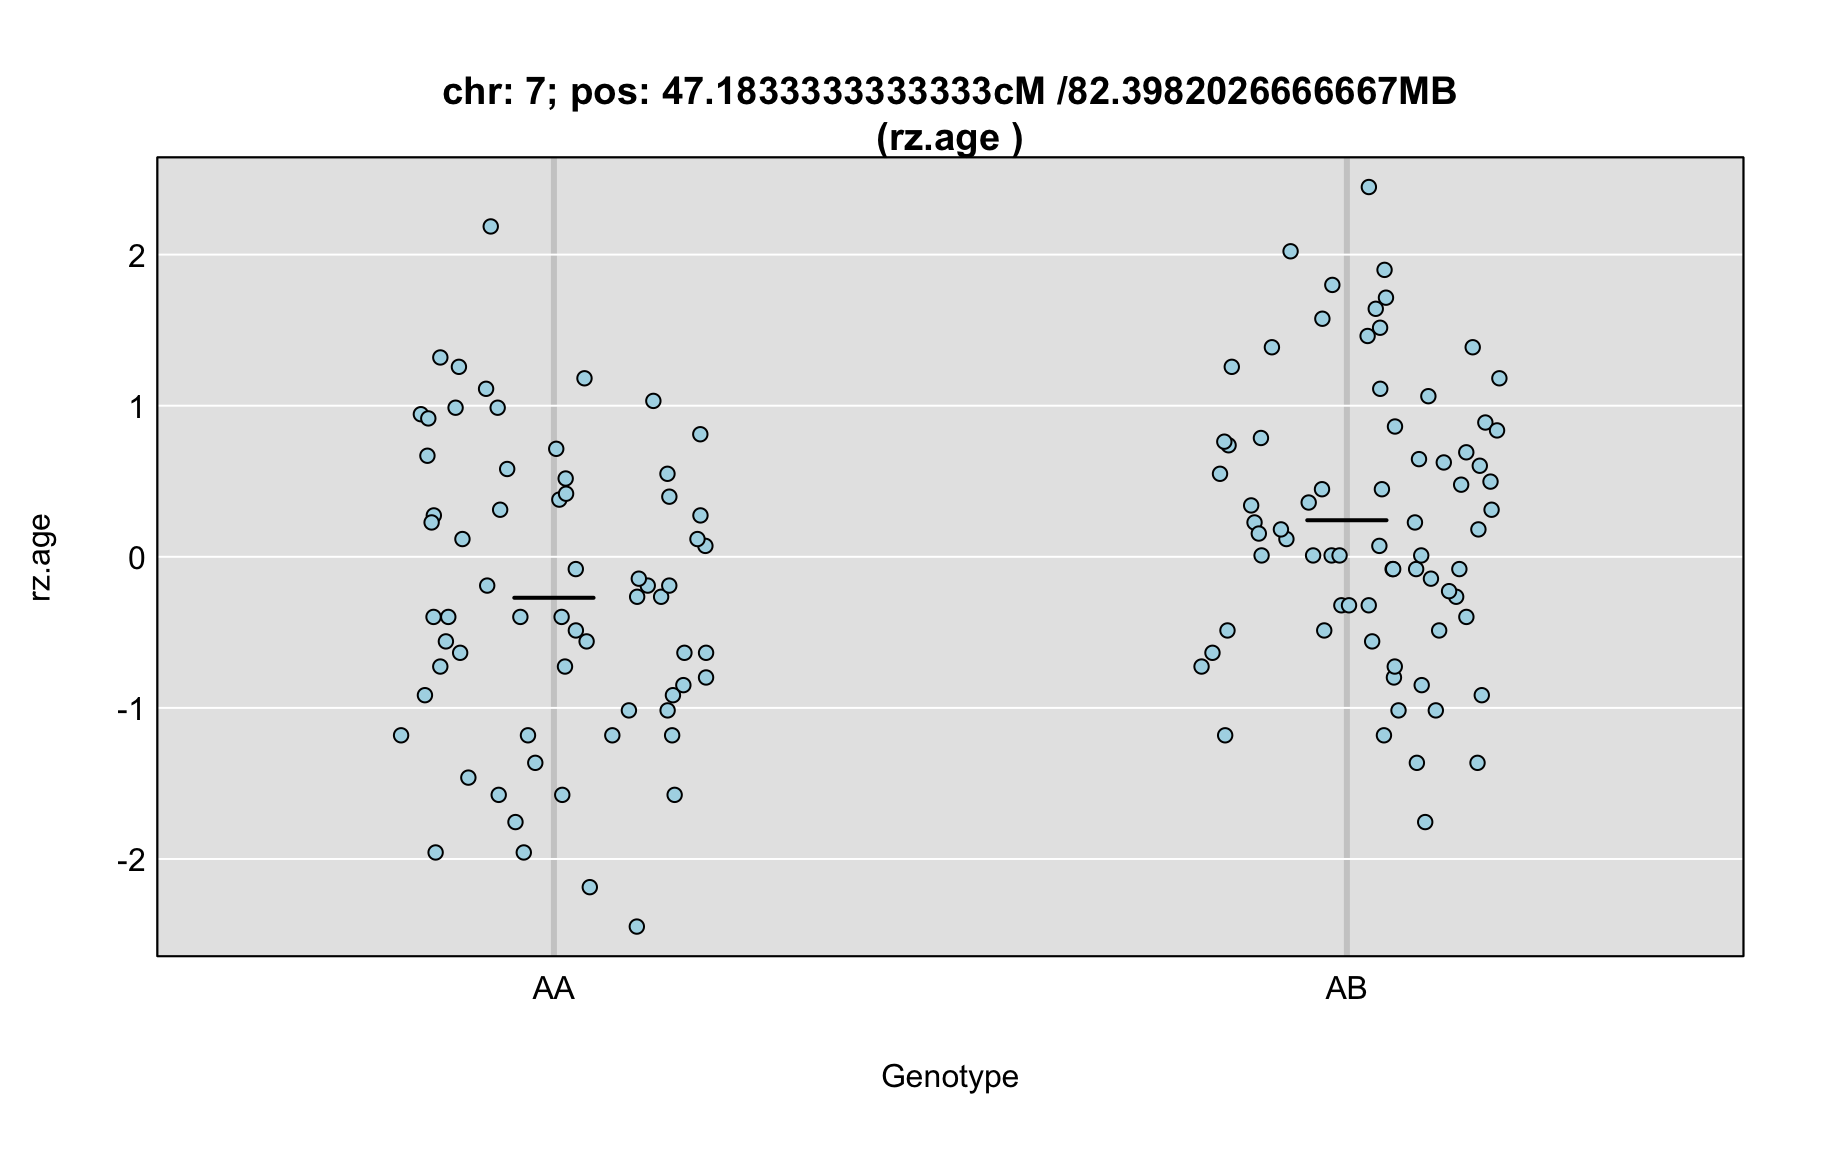 chr: 7; pos: 47.1833333333333cM /82.3982026666667MB
(rz.age )
rz.age
2
1
0
-1
-2
AA
AB
Genotype